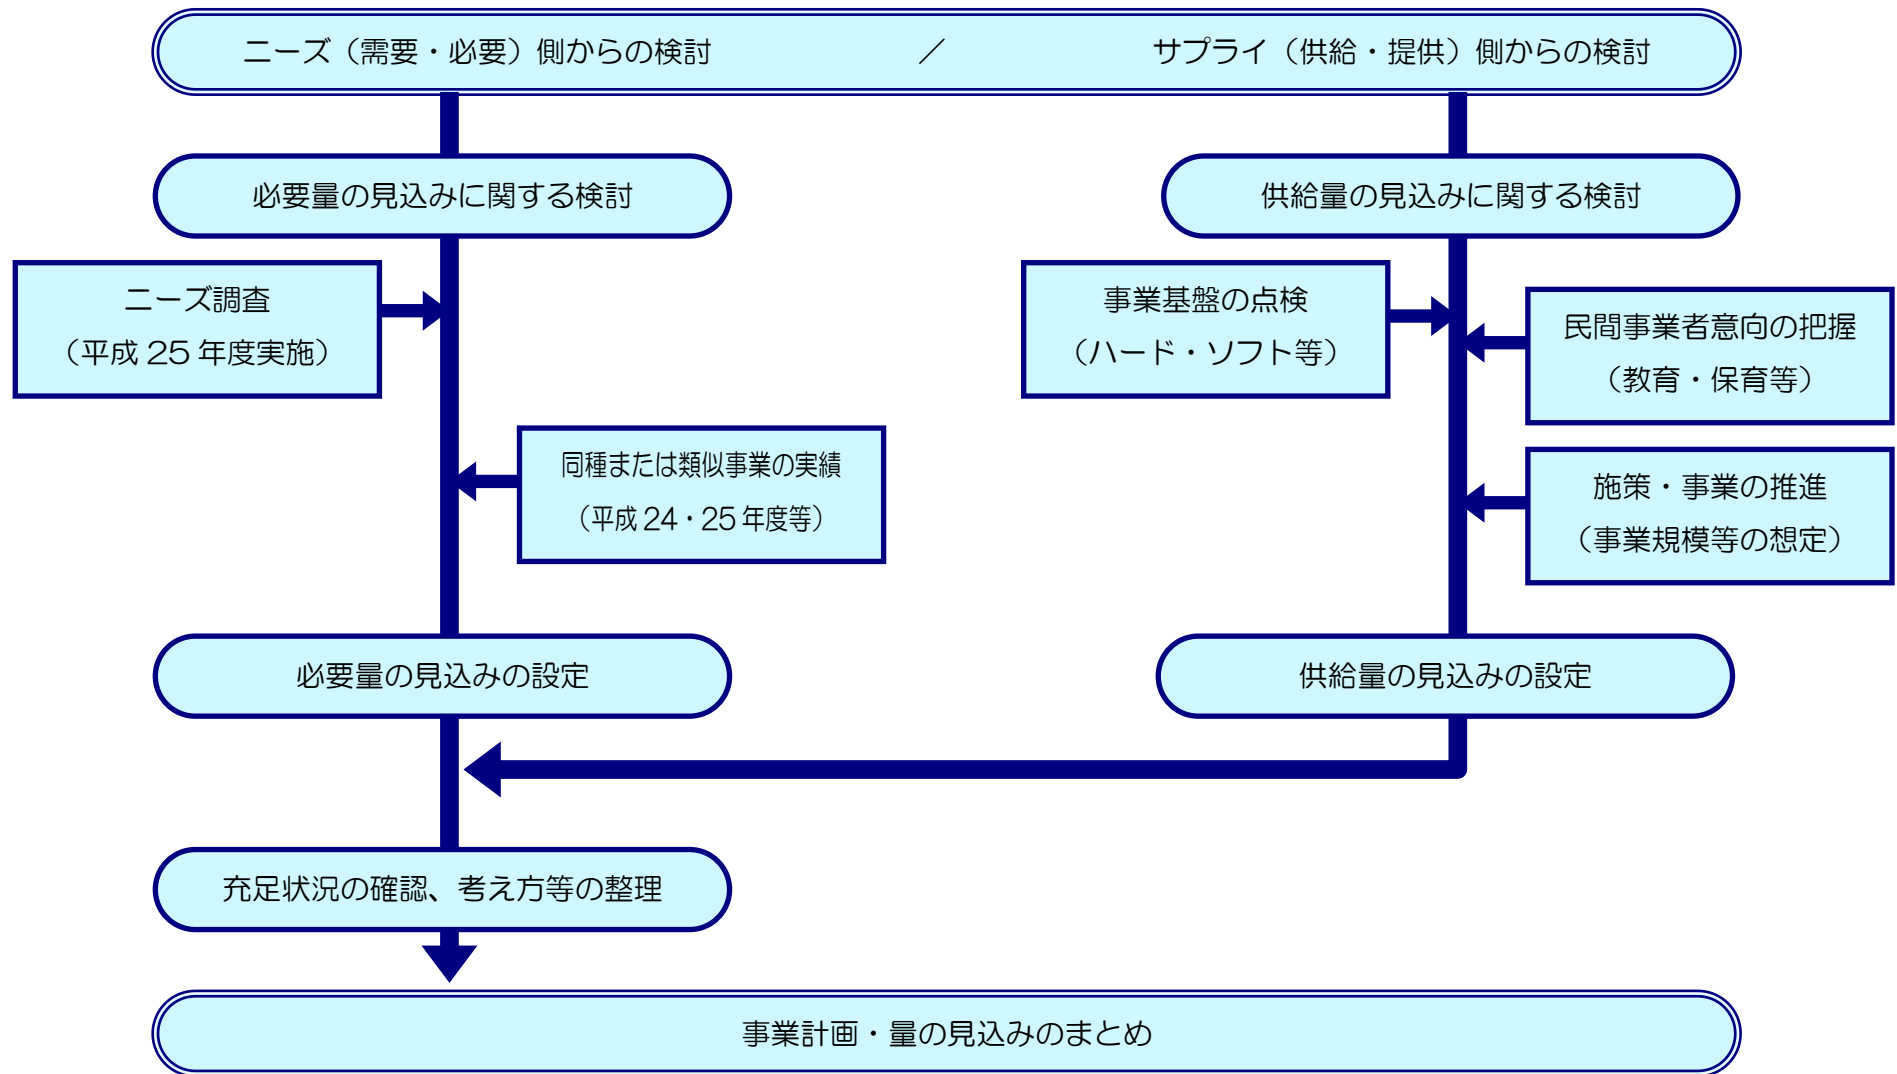 ニーズ（需要・必要）側からの検討　／　サプライ（供給・提供）側からの検討
必要量の見込みに関する検討
供給量の見込みに関する検討
ニーズ調査
（平成 25 年度実施）
事業基盤の点検
（ハード・ソフト等）
民間事業者意向の把握
（教育・保育等）
同種または類似事業の実績
（平成 24・25 年度等）
施策・事業の推進
（事業規模等の想定）
必要量の見込みの設定
供給量の見込みの設定
充足状況の確認、考え方等の整理
事業計画・量の見込みのまとめ